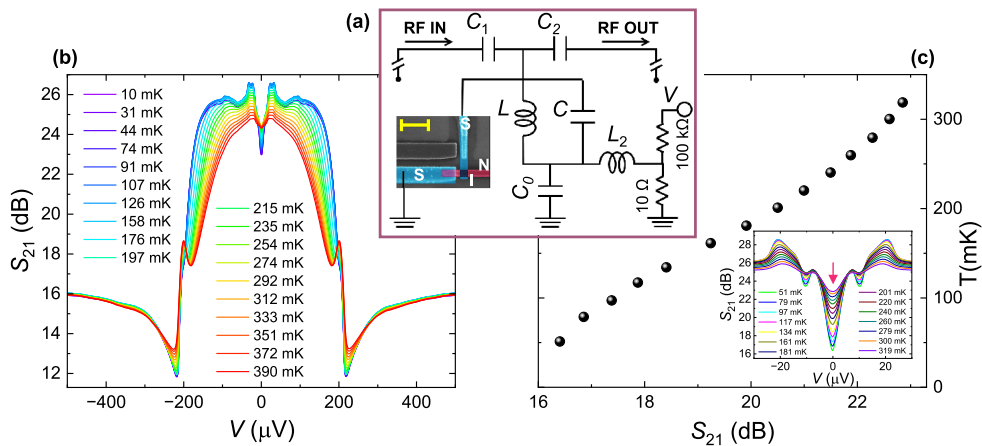 (a)
RF IN
C1
C2
RF OUT
L
C
L2
C0
V
100 kΩ
10 Ω
S
S
N
I
(b)
10 mK
31 mK
44 mK
74 mK
91 mK
107 mK
126 mK
158 mK
176 mK
197 mK
215 mK
235 mK
254 mK
274 mK
292 mK
312 mK
333 mK
351 mK
372 mK
390 mK
S21 (dB)
26
24
22
20
18
16
14
12
−400
−200
0
200
400
V (μV)
(c)
T(mK)
300
200
100
0
16
18
20
22
S21 (dB)
S21 (dB)
28
26
24
22
20
18
16
51 mK
79 mK
97 mK
117 mK
134 mK
161 mK
181 mK
201 mK
220 mK
240 mK
260 mK
279 mK
300 mK
319 mK
−20
0
20
V (μV)